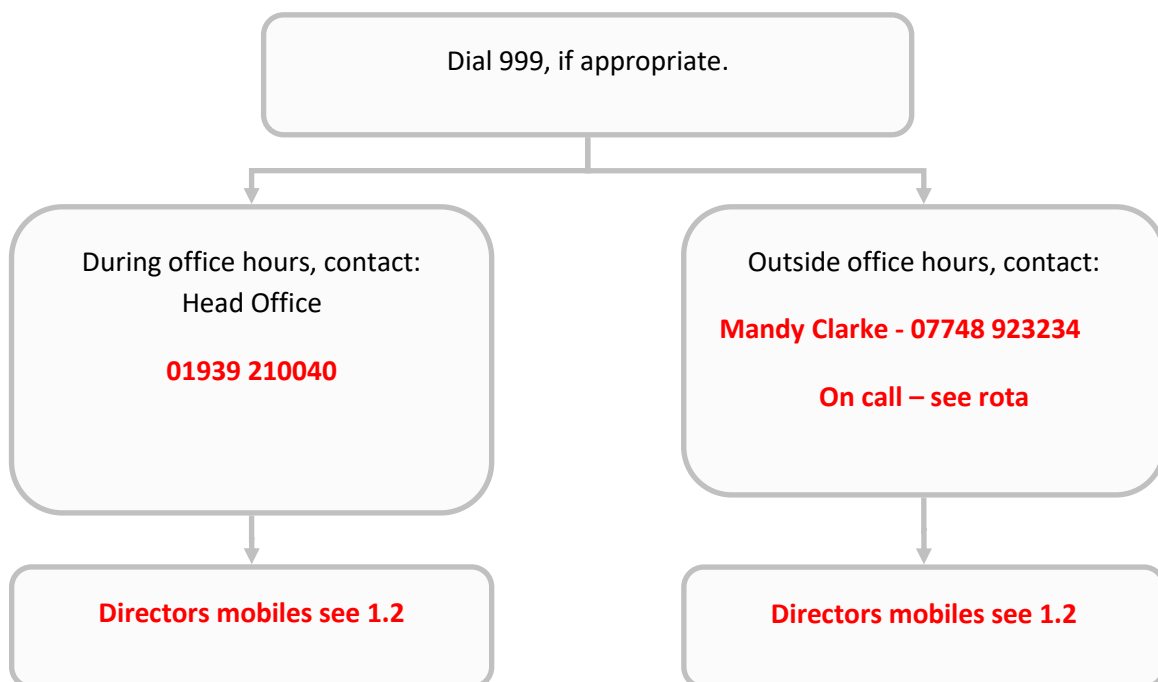 Dial 999, if appropriate.
During office hours, contact:
Head Office
01939 210040
Outside office hours, contact:
Mandy Clarke - 07748 923234
On call – see rota
Directors mobiles see 1.2
Directors mobiles see 1.2